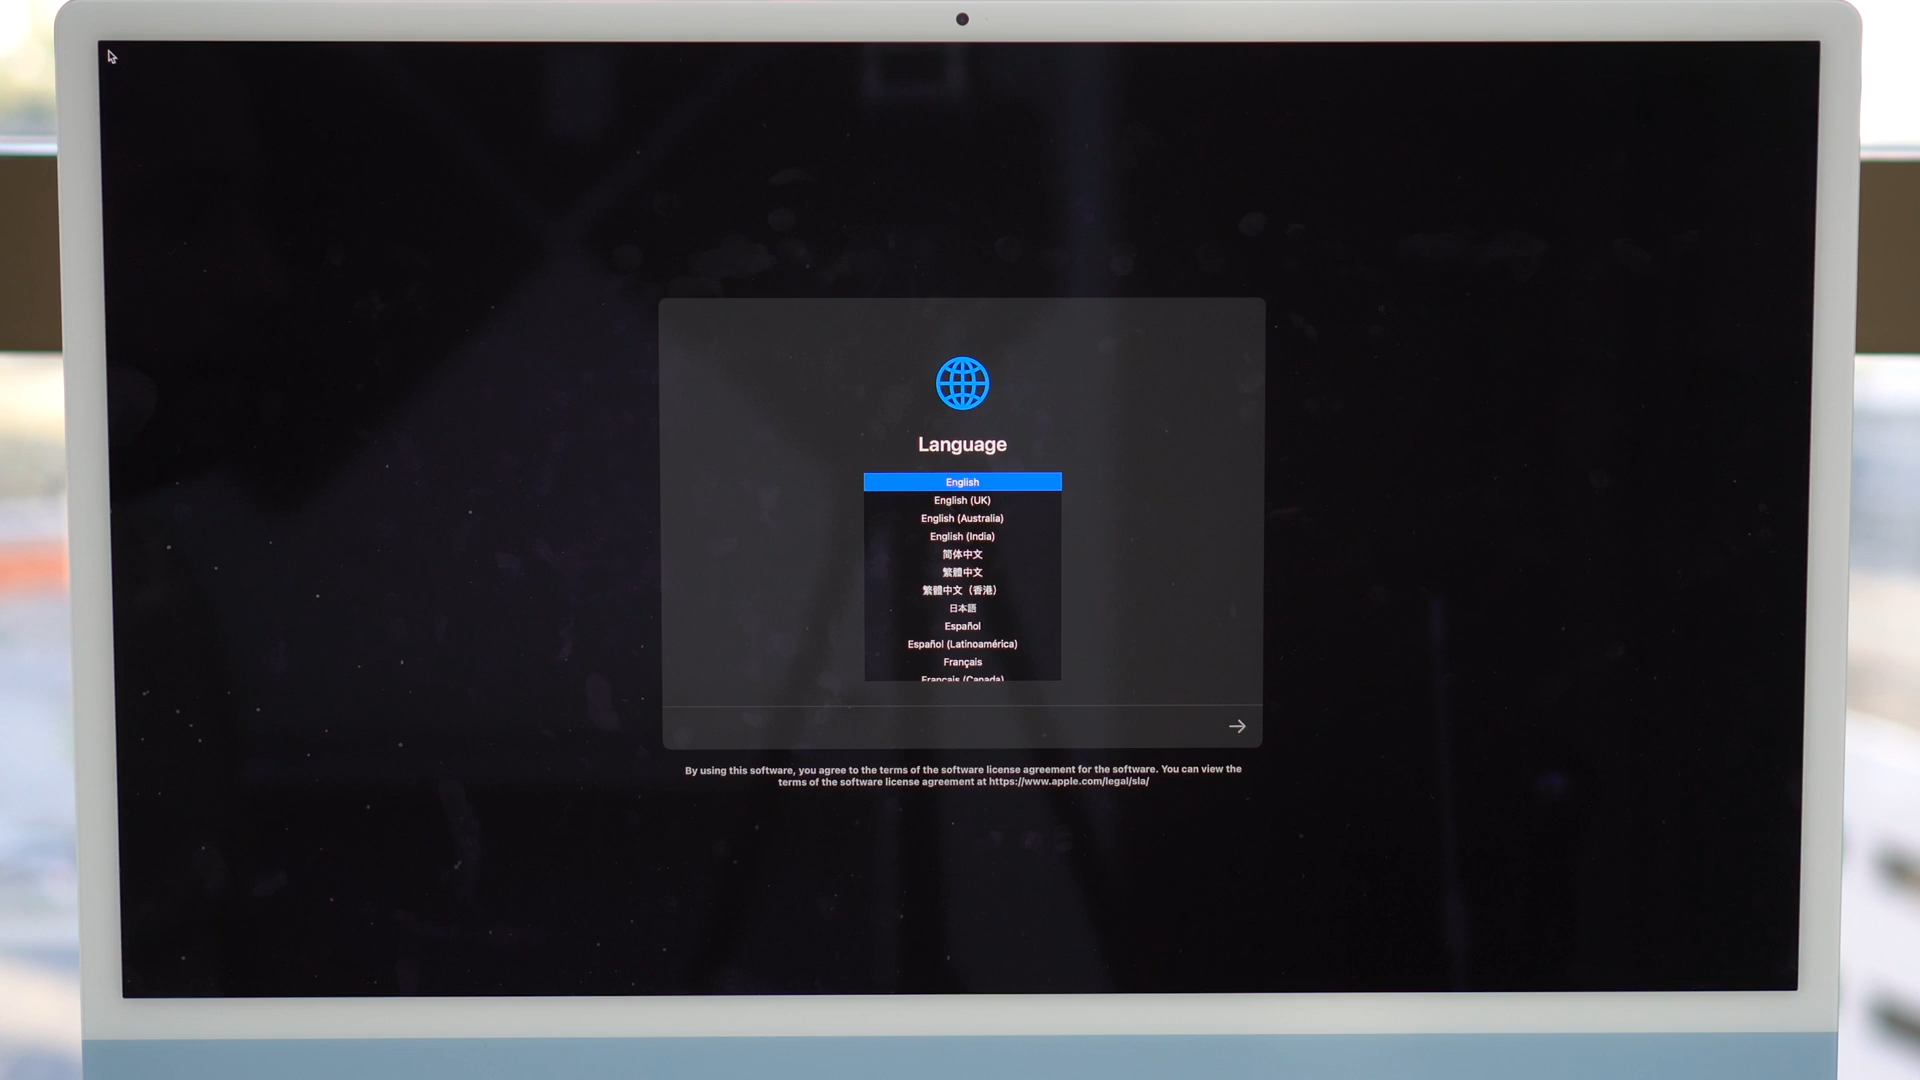 Language
English
English (UK)
English (Australia)
English (India)
简体中文
繁體中文
繁體中文（香港）
日本語
Español
Español (Latinoamérica)
Français
Français (Canada)
By using this software, you agree to the terms of the software license agreement for the software. You can view the
terms of the software license agreement at https://www.apple.com/legal/sla/